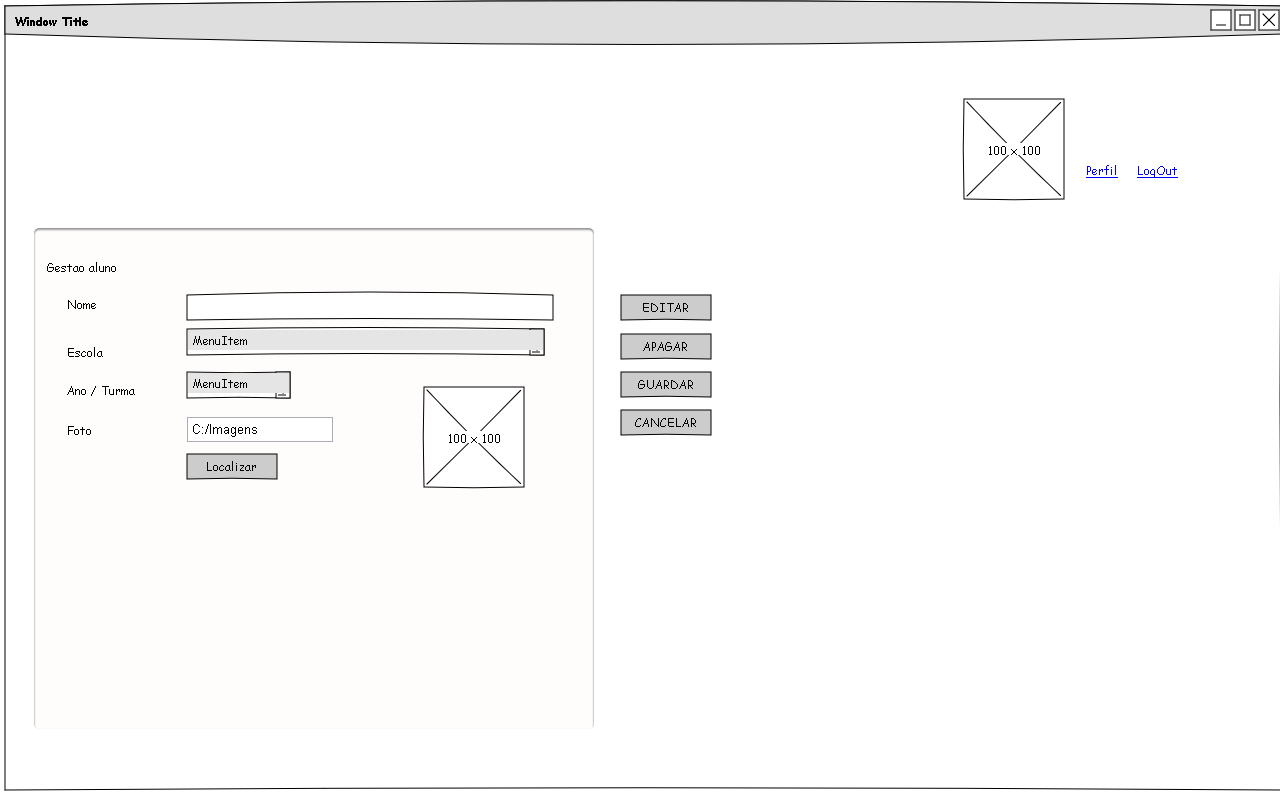 Window Title
100 × 100
Perfil LogOut
Gestao aluno
Nome
EDITAR
MenuItem
APAGAR
Escola
Ano / Turma
MenuItem
GUARDAR
Foto
C:/Imagens
CANCELAR
100 × 100
Localizar